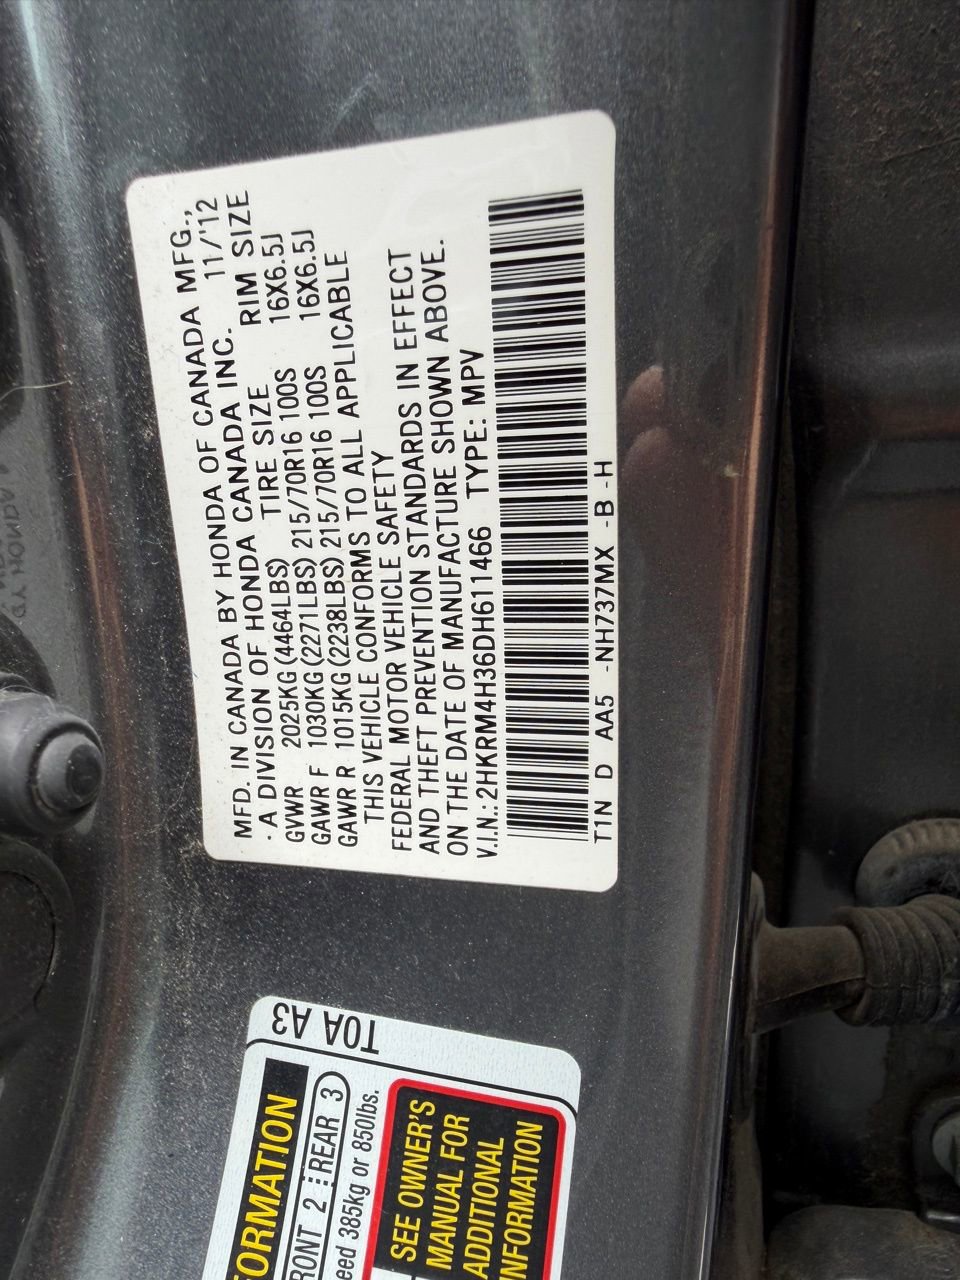 MFD. IN CANADA BY HONDA OF CANADA MFG.,
· A DIVISION OF HONDA CANADA INC. 11/'12
TIRE SIZE RIM SIZE
GVWR 2025KG(4464LBS)
GAWR F 1030KG(2271LBS) 215/70R16 100S 16X6.5J
GAWR R 1015KG(2238LBS) 215/70R16 100S 16X6.5J
THIS VEHICLE CONFORMS TO ALL APPLICABLE
FEDERAL MOTOR VEHICLE SAFETY
AND THEFT PREVENTION STANDARDS IN EFFECT
ON THE DATE OF MANUFACTURE SHOWN ABOVE.
V.I.N.: 2HKRM4H36DH611466 TYPE: MPV
T1N D AA5 -NH737MX -B -H
T0A A3
ORMATION
RONT 2 REAR 3
eed 385kg or 850lbs.
SEE OWNER'S
MANUAL FOR
ADDITIONAL
INFORMATION